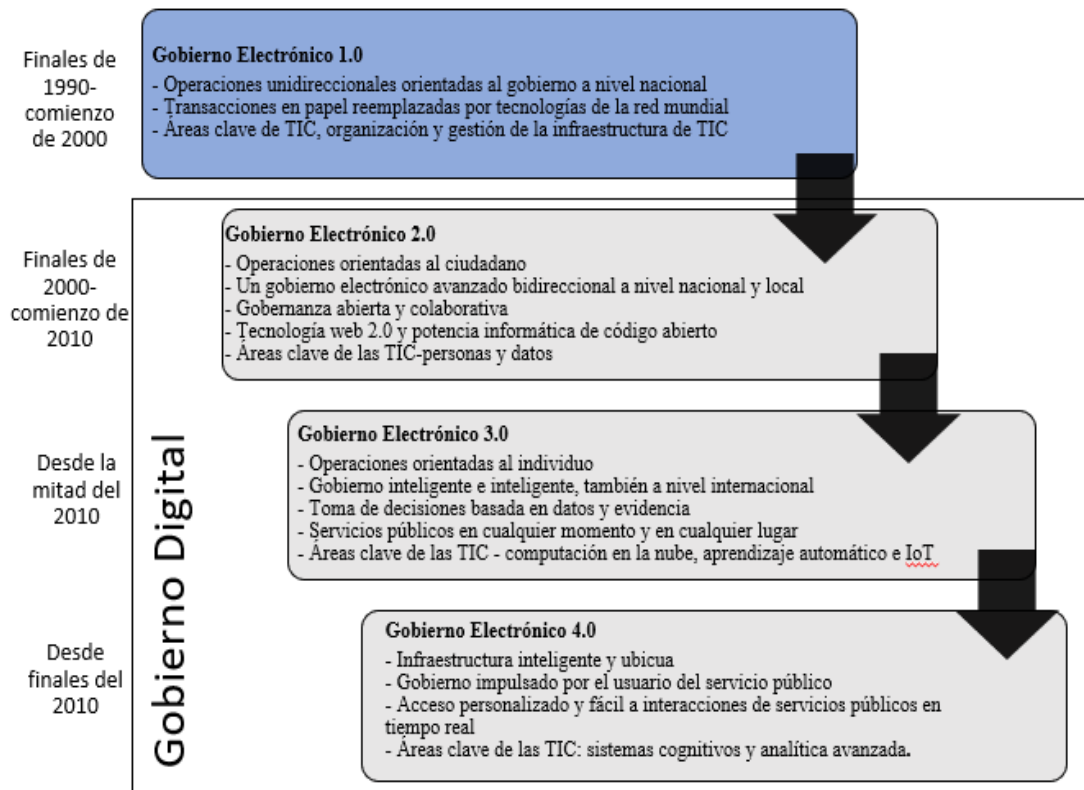 Finales de
1990-
comienzo
de 2000
Gobierno Electrónico 1.0
- Operaciones unidireccionales orientadas al gobierno a nivel nacional
- Transacciones en papel reemplazadas por tecnologías de la red mundial
- Áreas clave de TIC, organización y gestión de la infraestructura de TIC
Gobierno Digital
Finales de
2000-
comienzo de
2010
Gobierno Electrónico 2.0
- Operaciones orientadas al ciudadano
- Un gobierno electrónico avanzado bidireccional a nivel nacional y local
- Gobernanza abierta y colaborativa
- Tecnología web 2.0 y potencia informática de código abierto
- Áreas clave de las TIC-personas y datos
Desde la
mitad del
2010
Gobierno Electrónico 3.0
- Operaciones orientadas al individuo
- Gobierno inteligente e inteligente, también a nivel internacional
- Toma de decisiones basada en datos y evidencia
- Servicios públicos en cualquier momento y en cualquier lugar
- Áreas clave de las TIC - computación en la nube, aprendizaje automático e IoT
Desde
finales del
2010
Gobierno Electrónico 4.0
- Infraestructura inteligente y ubicua
- Gobierno impulsado por el usuario del servicio público
- Acceso personalizado y fácil a interacciones de servicios públicos en
tiempo real
- Áreas clave de las TIC: sistemas cognitivos y analítica avanzada.